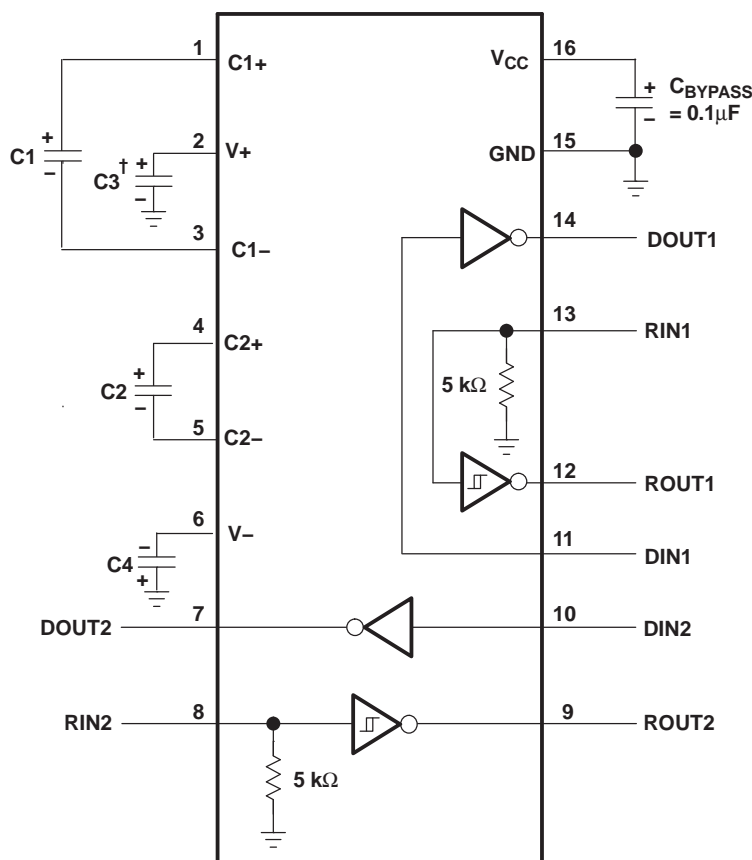 1
C1+
VCC
16
+
CBYPASS
–
= 0.1μF
C1
+
–
2
V+
C3†
+
–
GND
15
3
C1–
14
DOUT1
4
C2+
13
RIN1
C2
+
–
5 kΩ
5
C2–
12
ROUT1
6
V–
C4
–
+
11
DIN1
DOUT2
7
10
DIN2
RIN2
8
9
ROUT2
5 kΩ